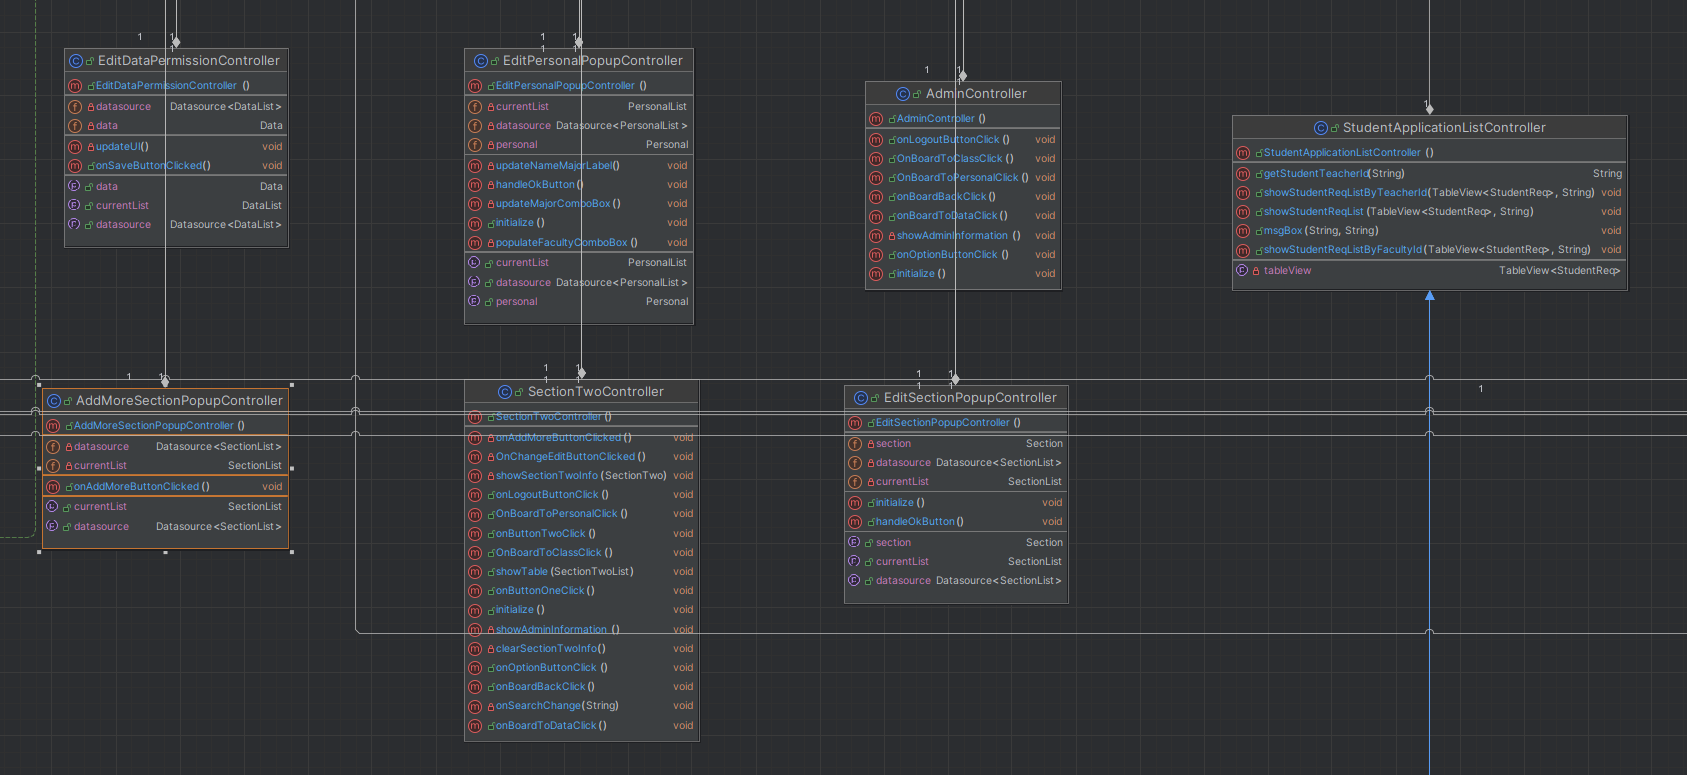 1
1
EditDataPermissionController
EditDataPermissionController ()
datasource Datasource<DataList>
data Data
updateUI() void
onSaveButtonClicked() void
data Data
currentList DataList
datasource Datasource<DataList>
1 1
1 1
EditPersonalPopupController
EditPersonalPopupController ()
currentList PersonalList
datasource Datasource<PersonalList>
personal Personal
updateNameMajorLabel() void
handleOkButton() void
updateMajorComboBox() void
initialize () void
populateFacultyComboBox () void
currentList PersonalList
datasource Datasource<PersonalList>
personal Personal
1 1
1
AdminController
AdminController ()
onLogoutButtonClick () void
OnBoardToClassClick () void
OnBoardToPersonalClick () void
onBoardBackClick() void
onBoardToDataClick() void
showAdminInformation () void
onOptionButtonClick () void
initialize () void
1
StudentApplicationListController
StudentApplicationListController ()
getStudentTeacherId(String) String
showStudentReqListByTeacherId(TableView<StudentReq>, String) void
showStudentReqList (TableView<StudentReq>, String) void
msgBox (String, String) void
showStudentReqListByFacultyId(TableView<StudentReq>, String) void
tableView TableView<StudentReq>
1 1
AddMoreSectionPopupController
AddMoreSectionPopupController ()
datasource Datasource<SectionList>
currentList SectionList
onAddMoreButtonClicked () void
currentList SectionList
datasource Datasource<SectionList>
1 1
1 1
SectionTwoController
SectionTwoController ()
onAddMoreButtonClicked () void
OnChangeEditButtonClicked () void
showSectionTwoInfo (SectionTwo) void
onLogoutButtonClick () void
OnBoardToPersonalClick () void
onButtonTwoClick () void
OnBoardToClassClick () void
showTable (SectionTwoList) void
onButtonOneClick () void
initialize () void
showAdminInformation () void
clearSectionTwoInfo() void
onOptionButtonClick () void
onBoardBackClick() void
onSearchChange(String) void
onBoardToDataClick() void
1 1
1 1
EditSectionPopupController
EditSectionPopupController ()
section Section
datasource Datasource<SectionList>
currentList SectionList
initialize () void
handleOkButton() void
section Section
currentList SectionList
datasource Datasource<SectionList>
1